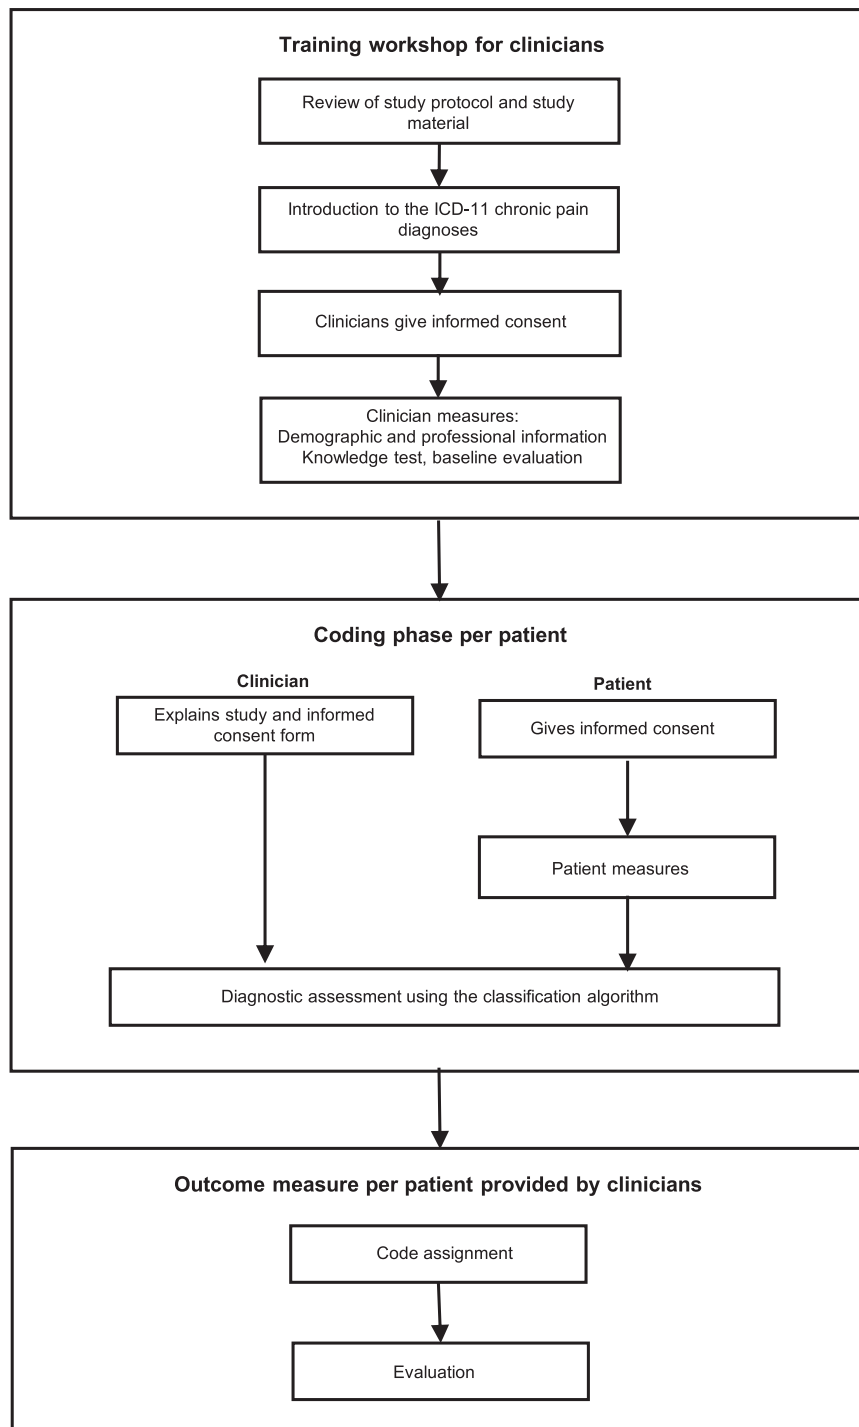 Training workshop for clinicians
Review of study protocol and study
material
Introduction to the ICD-11 chronic pain
diagnoses
Clinicians give informed consent
Clinician measures:
Demographic and professional information
Knowledge test, baseline evaluation
Coding phase per patient
Clinician
Explains study and informed
consent form
Patient
Gives informed consent
Patient measures
Diagnostic assessment using the classification algorithm
Outcome measure per patient provided by clinicians
Code assignment
Evaluation